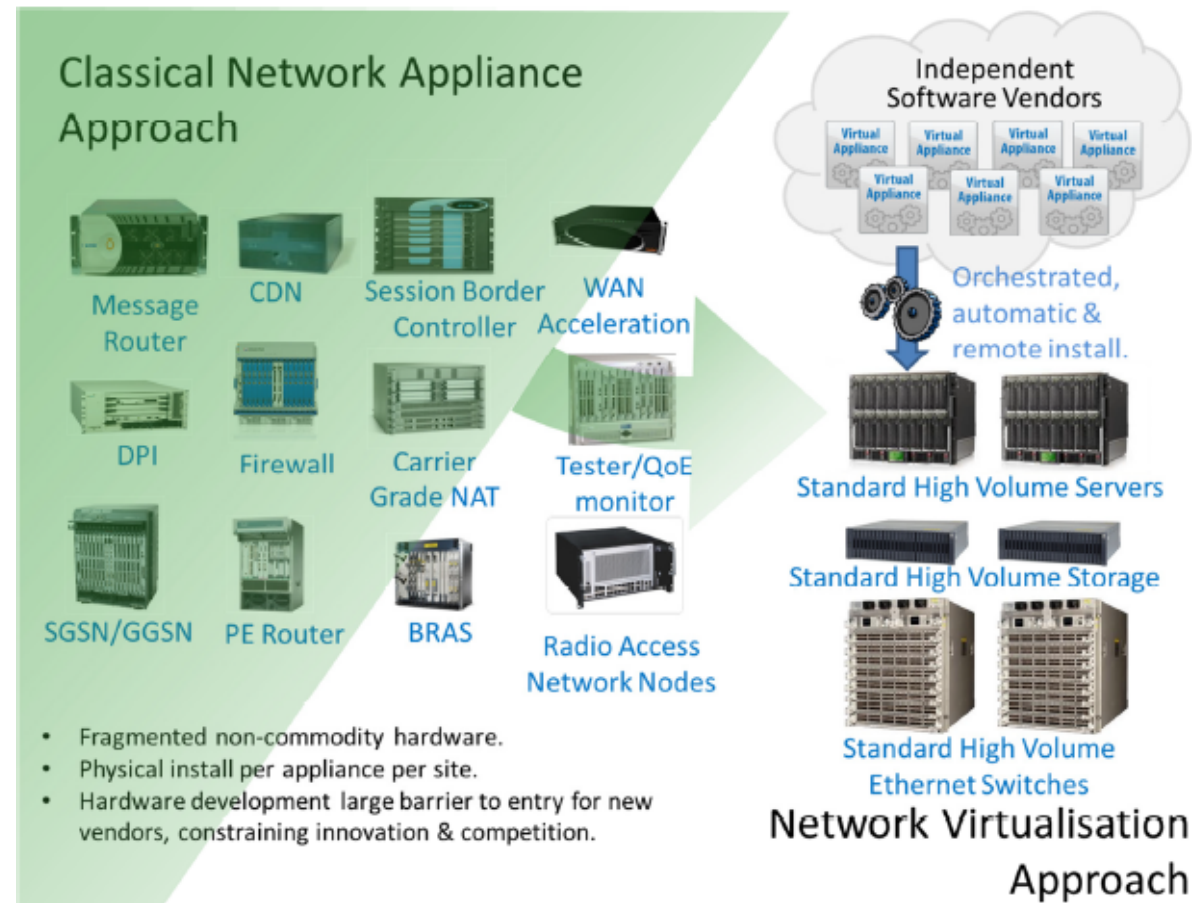 Classical Network Appliance
Approach
Message
Router
CDN
Session Border
Controller
WAN
Acceleration
DPI
Firewall
Carrier
Grade NAT
Tester/QoE
monitor
SGSN/GGSN
PE Router
BRAS
Radio Access
Network Nodes
• Fragmented non-commodity hardware.
• Physical install per appliance per site.
• Hardware development large barrier to entry for new
vendors, constraining innovation & competition.
Independent
Software Vendors
Virtual
Appliance
Virtual
Appliance
Virtual
Appliance
Virtual
Appliance
Virtual
Appliance
Virtual
Appliance
Virtual
Appliance
Orchestrated,
automatic &
remote install.
Standard High Volume Servers
Standard High Volume Storage
Standard High Volume
Ethernet Switches
Network Virtualisation
Approach